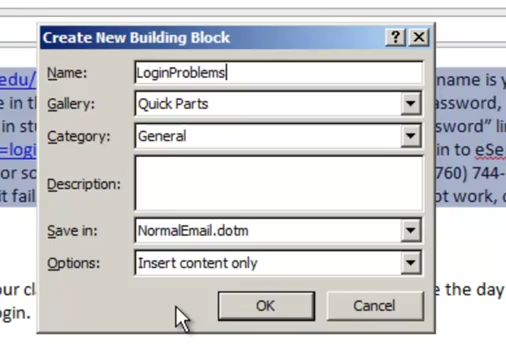 Create New Building Block
edu/ name is y
Name: LoginProblems
e in th assword,
Gallery: Quick Parts
in stu sword" li
Category: General
=logi in to eSe
or so 760) 744-
Description:
it fail ot work, o
Save in: NormalEmail.dotm
Options: Insert content only
our cl e the day
ogin.
OK Cancel